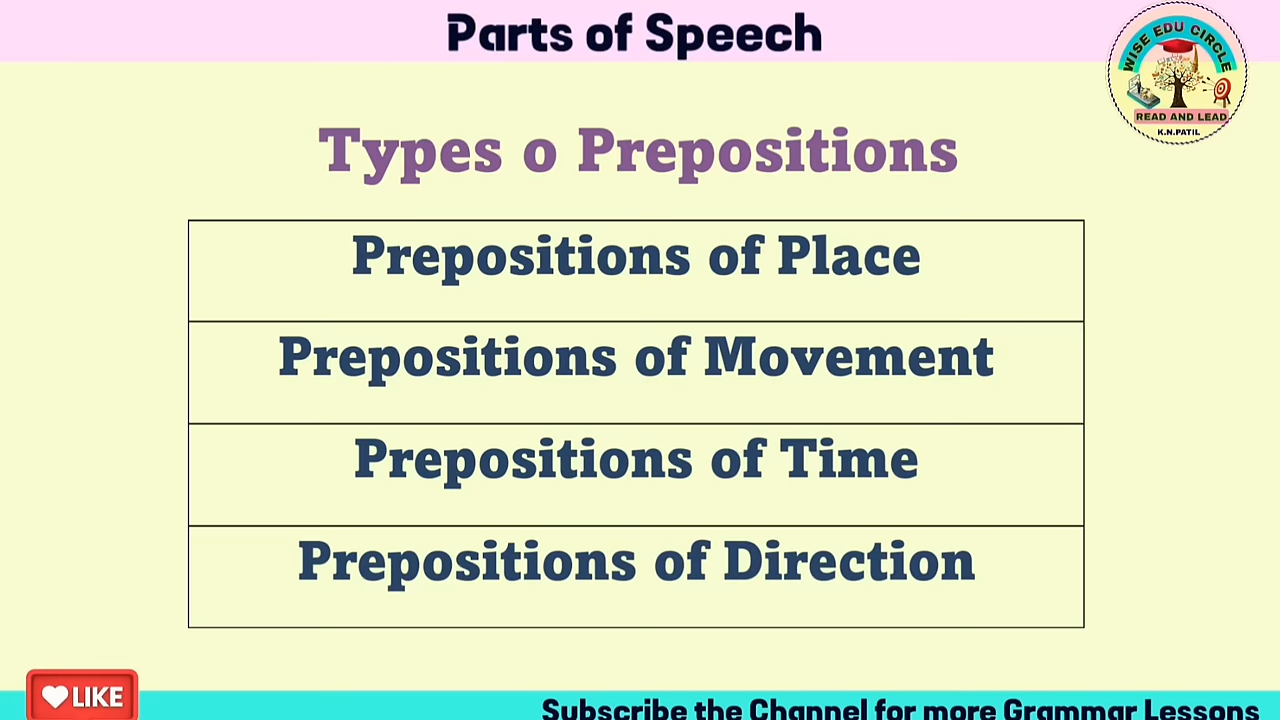 Parts of Speech
WISE EDU CIRCLE
READ AND LEAD
K.N.PATIL
Types o Prepositions
Prepositions of Place
Prepositions of Movement
Prepositions of Time
Prepositions of Direction
LIKE
Subscribe the Channel for more Grammar Lessons